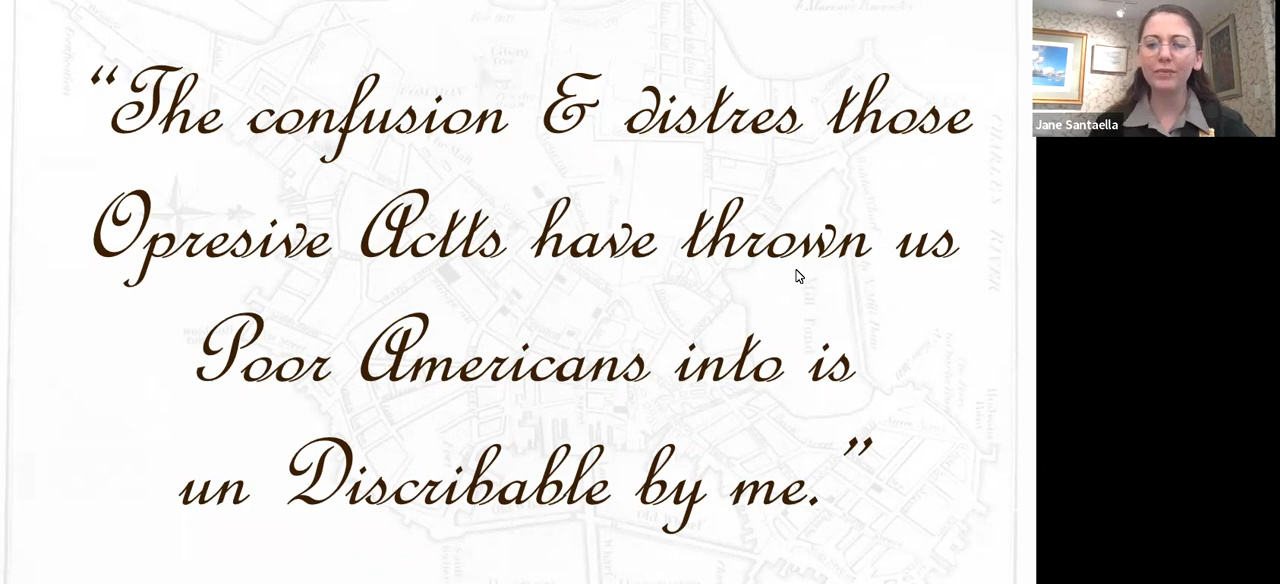 “The confusion & distres those
Opresive Actts have thrown us
Poor Americans into is
un Discribable by me.”
Jane Santaella